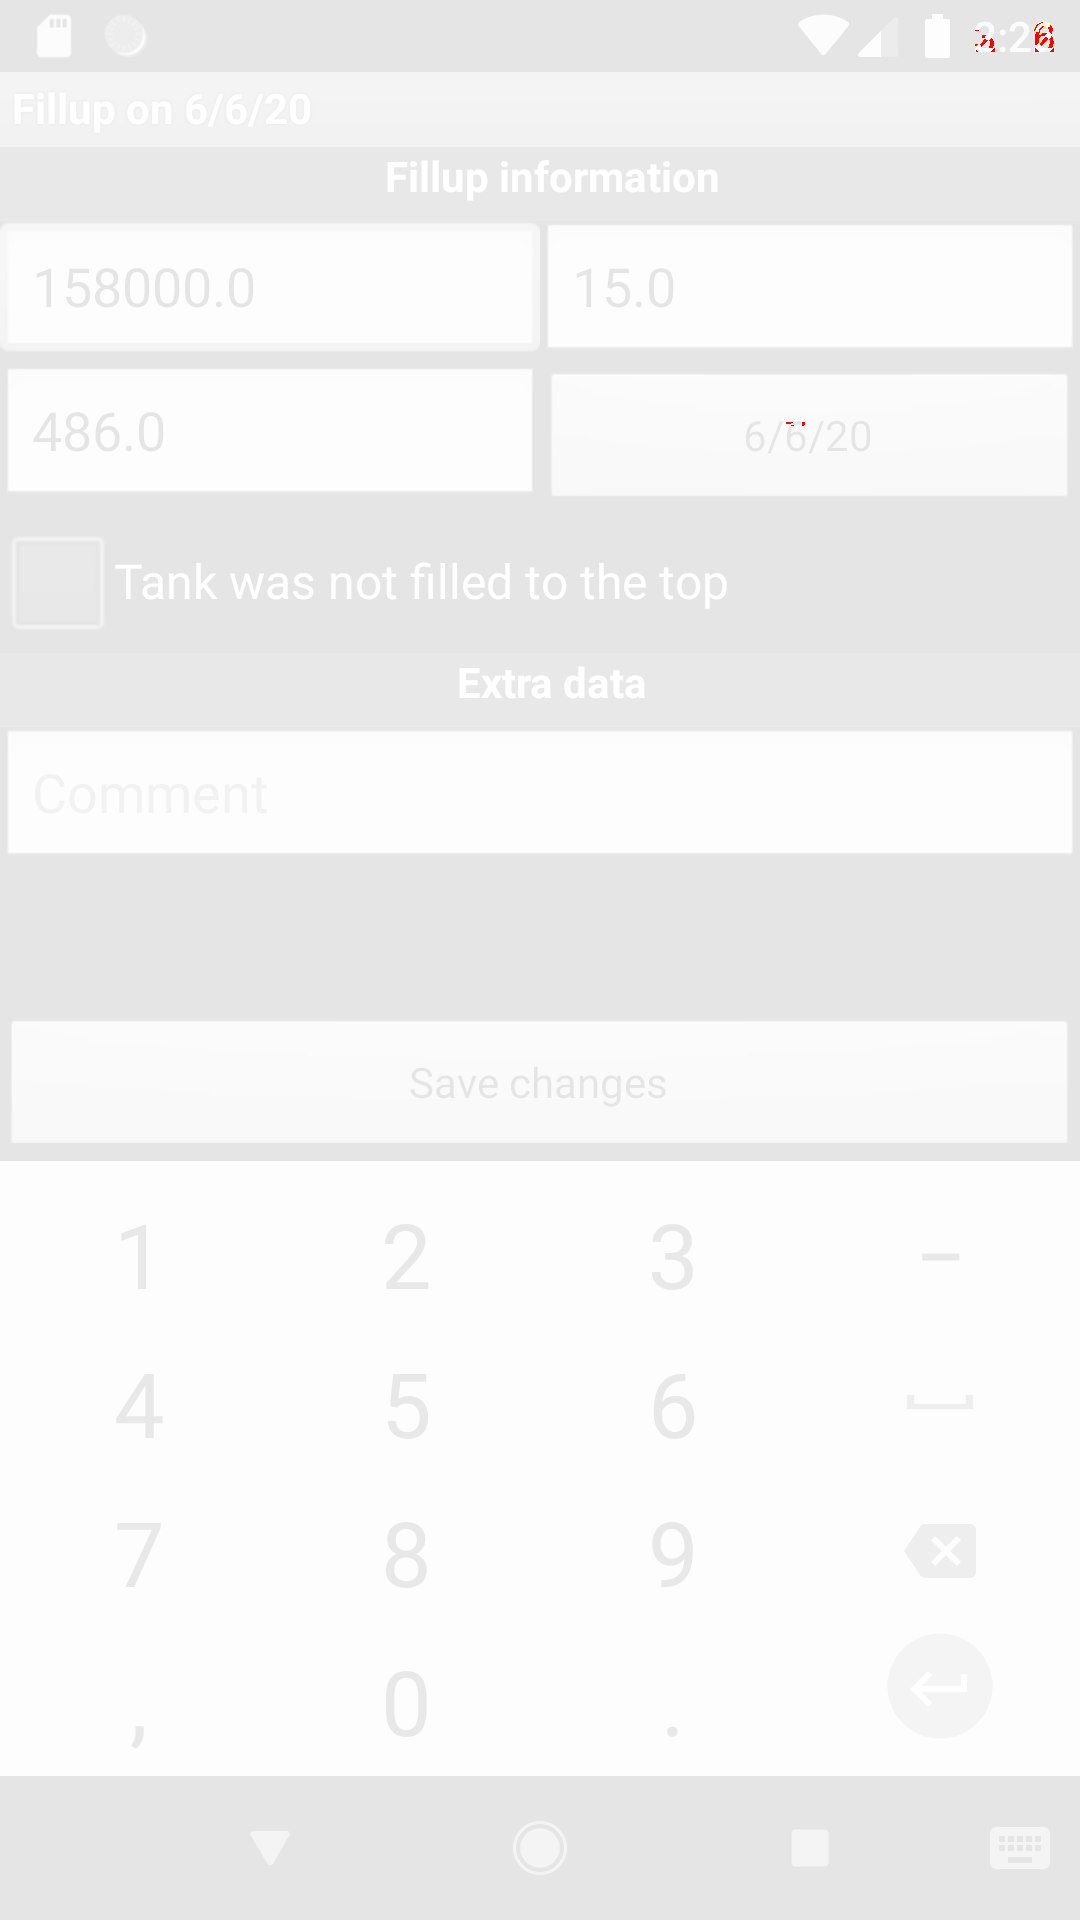 Fillup on 6/6/20
Fillup information
158000.0 15.0
486.0 6/6/20
Tank was not filled to the top
Extra data
Comment
Save changes
1 2 3 –
4 5 6
7 8 9
, 0 .